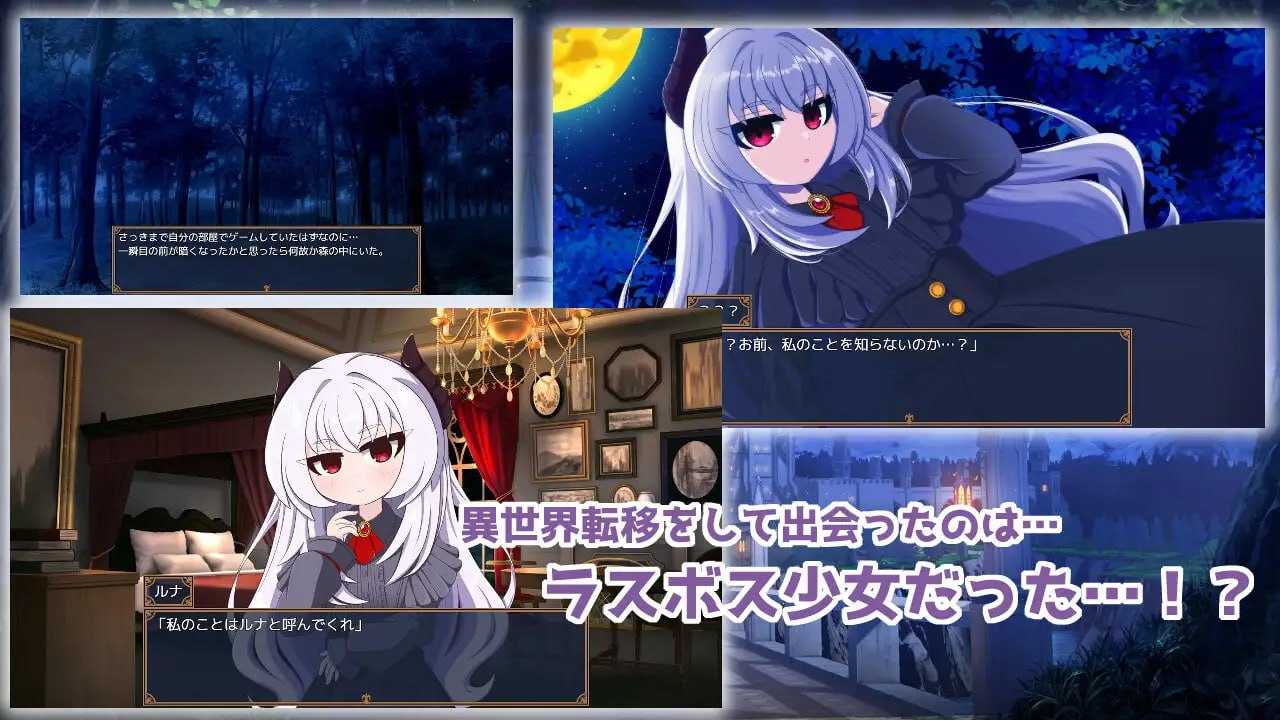 さっきまで自分の部屋でゲームしていたはずなのに…
一瞬目の前が暗くなったかと思ったら何故か森の中にいた。
？？？
？お前、私のことを知らないのか…？」
ルナ
「私のことはルナと呼んでくれ」
異世界転移をして出会ったのは…
ラスボス少女だった…！？